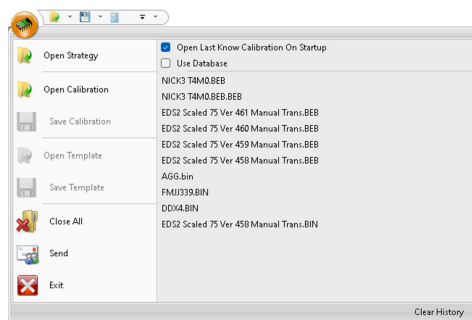 Open Strategy
Open Calibration
Save Calibration
Open Template
Save Template
Close All
Send
Exit
Open Last Know Calibration On Startup
Use Database
NICK3 T4M0.BEB
NICK3 T4M0.BEB.BEB
EDS2 Scaled 75 Ver 461 Manual Trans.BEB
EDS2 Scaled 75 Ver 460 Manual Trans.BEB
EDS2 Scaled 75 Ver 459 Manual Trans.BEB
EDS2 Scaled 75 Ver 458 Manual Trans.BEB
AGG.bin
FMJJ339.BIN
DDX4.BIN
EDS2 Scaled 75 Ver 458 Manual Trans.BIN
Clear History